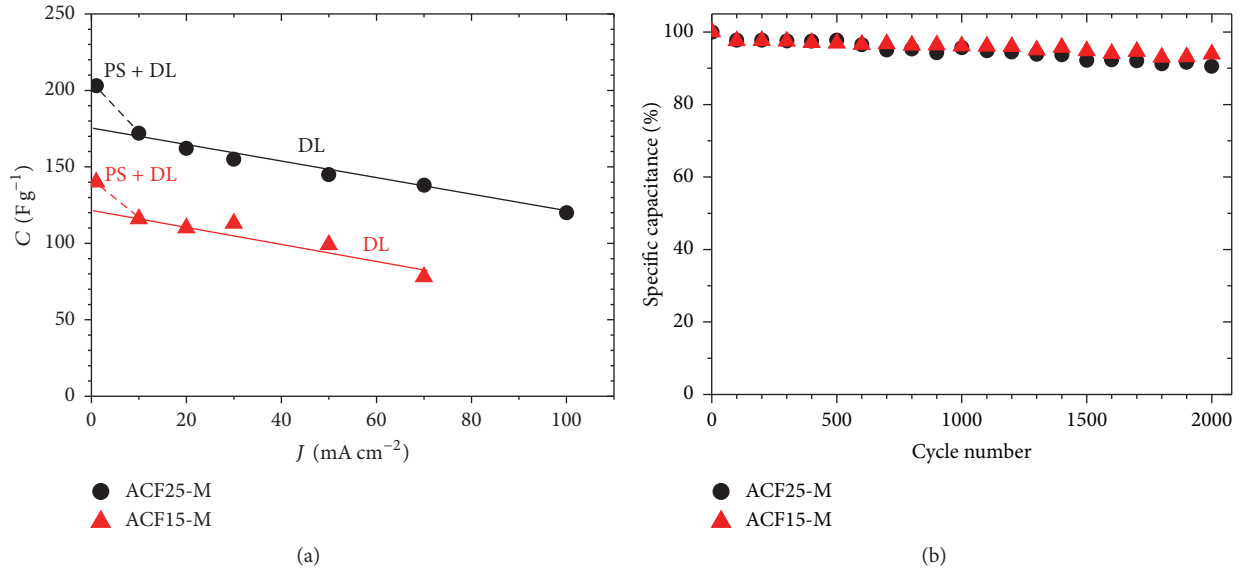 C (F g⁻¹)
250
200
150
100
50
0
PS + DL
DL
PS + DL
DL
0
20
40
60
80
100
J (mA cm⁻²)
ACF25-M
ACF15-M
(a)
Specific capacitance (%)
100
80
60
40
20
0
0
500
1000
1500
2000
Cycle number
ACF25-M
ACF15-M
(b)